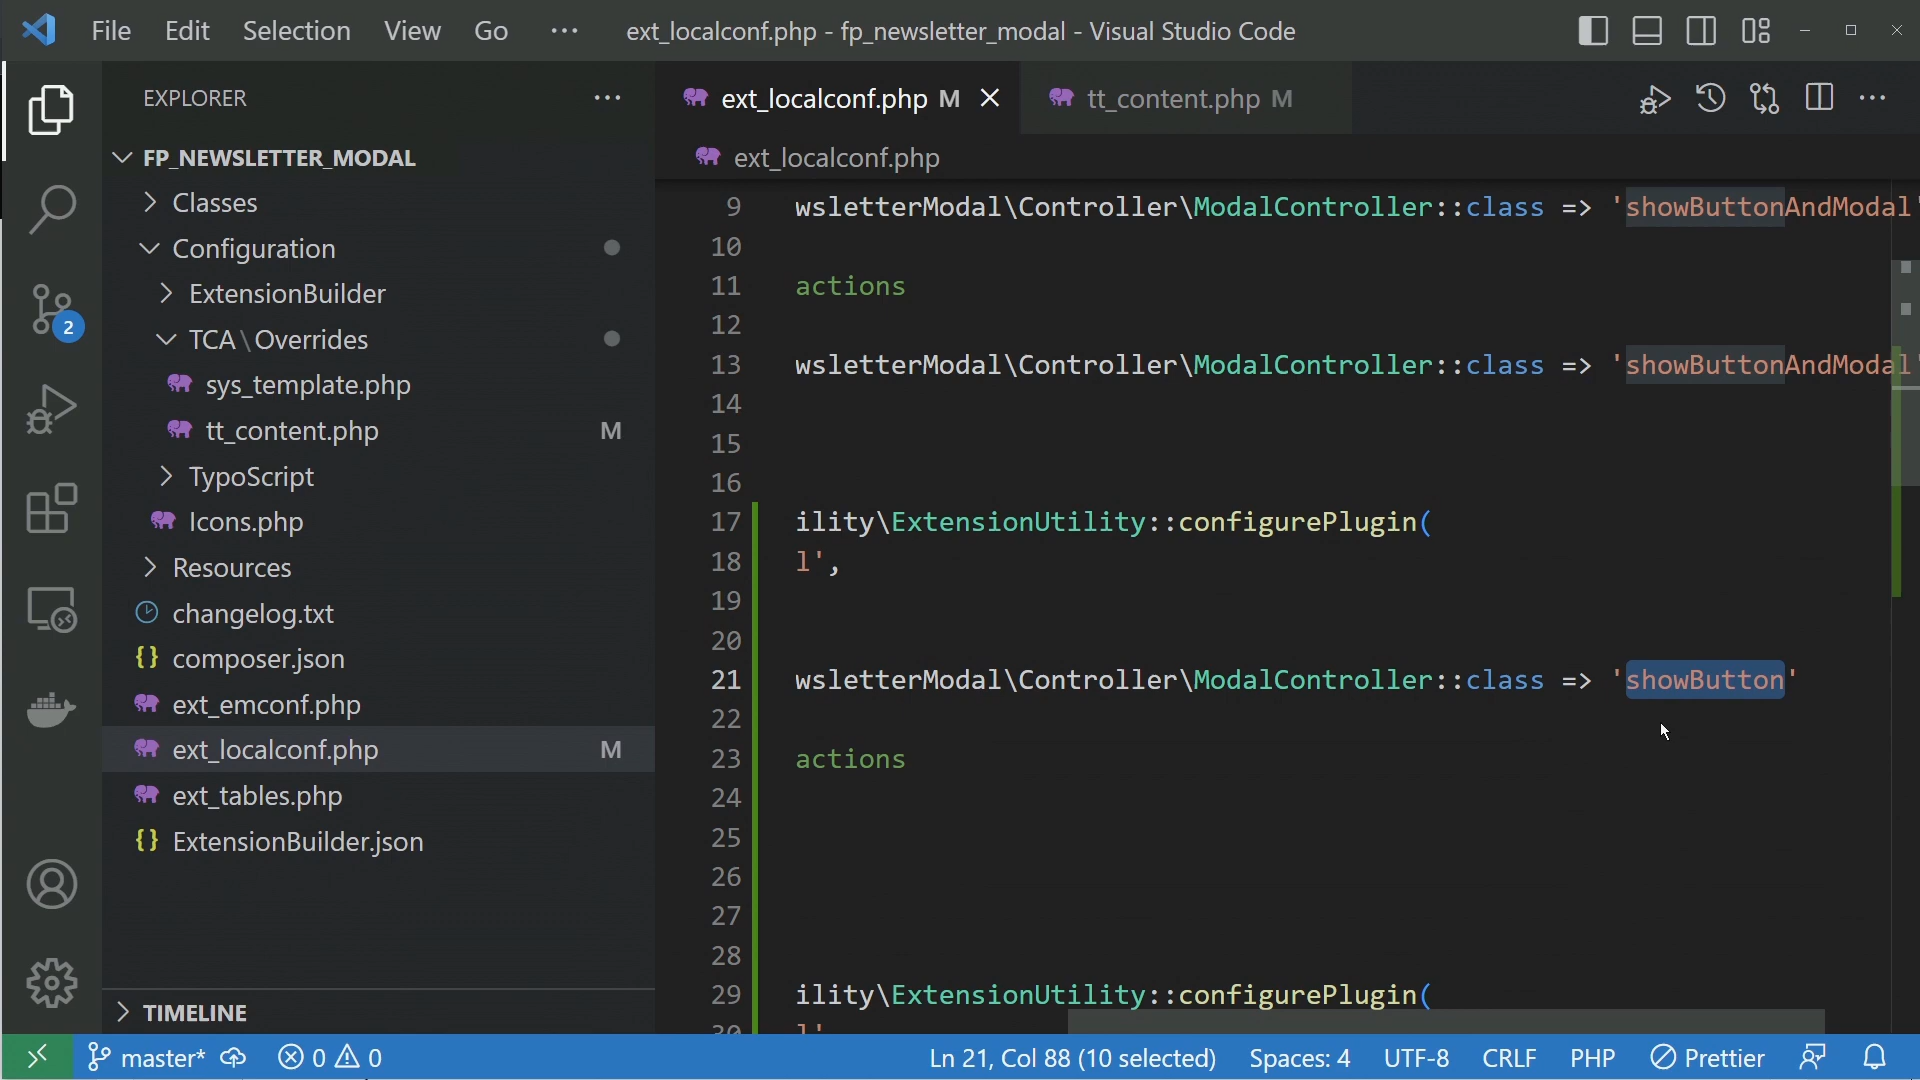 File Edit Selection View Go ··· ext_localconf.php - fp_newsletter_modal - Visual Studio Code
EXPLORER ···
FP_NEWSLETTER_MODAL
Classes
Configuration
ExtensionBuilder
TCA\Overrides
sys_template.php
tt_content.php M
TypoScript
Icons.php
Resources
changelog.txt
composer.json
ext_emconf.php
ext_localconf.php M
ext_tables.php
ExtensionBuilder.json
TIMELINE
2
ext_localconf.php M tt_content.php M
ext_localconf.php
9 wsletterModal\Controller\ModalController::class => 'showButtonAndModal'
10
11 actions
12
13 wsletterModal\Controller\ModalController::class => 'showButtonAndModal'
14
15
16
17 ility\ExtensionUtility::configurePlugin(
18 l',
19
20
21 wsletterModal\Controller\ModalController::class => 'showButton'
22
23 actions
24
25
26
27
28
29 ility\ExtensionUtility::configurePlugin(
30 l'
master* 0 0 Ln 21, Col 88 (10 selected) Spaces: 4 UTF-8 CRLF PHP Prettier